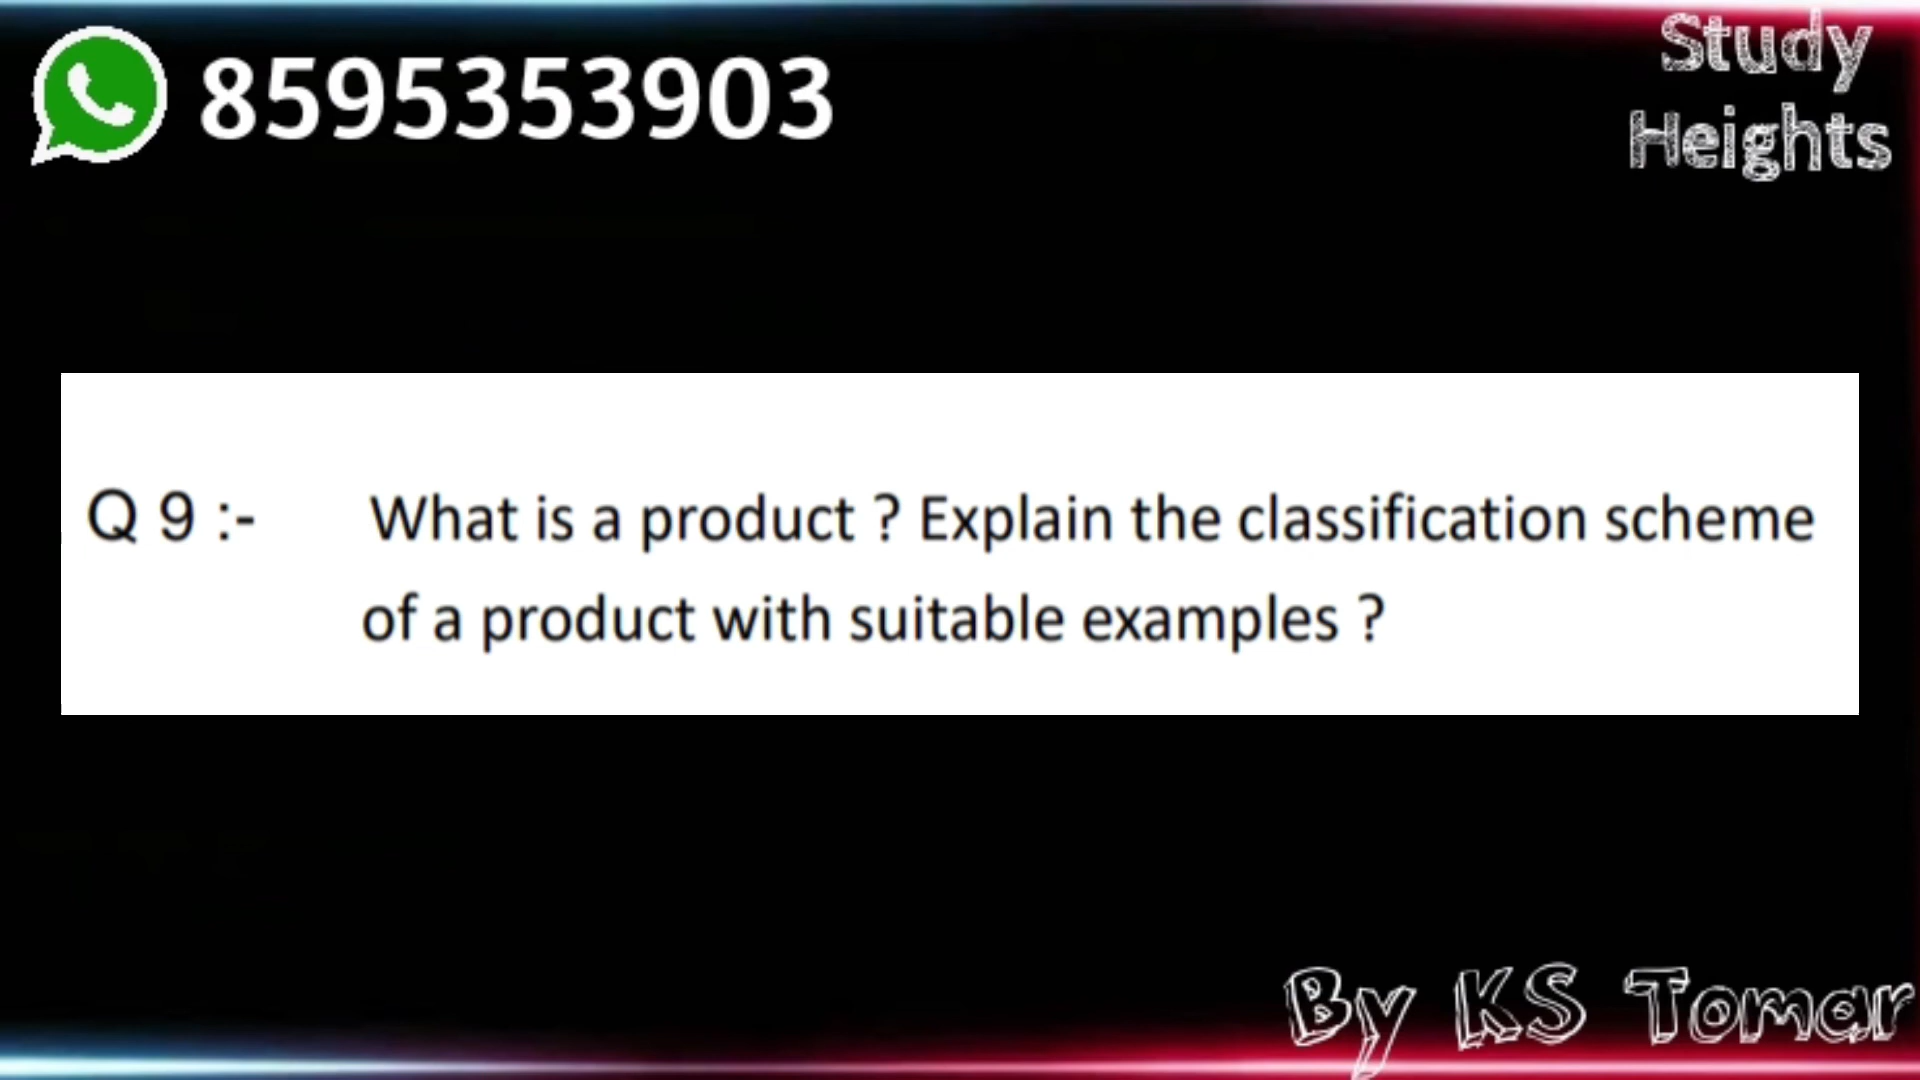 8595353903
Study
Heights
Q 9 :- What is a product ? Explain the classification scheme
of a product with suitable examples ?
By KS Tomar